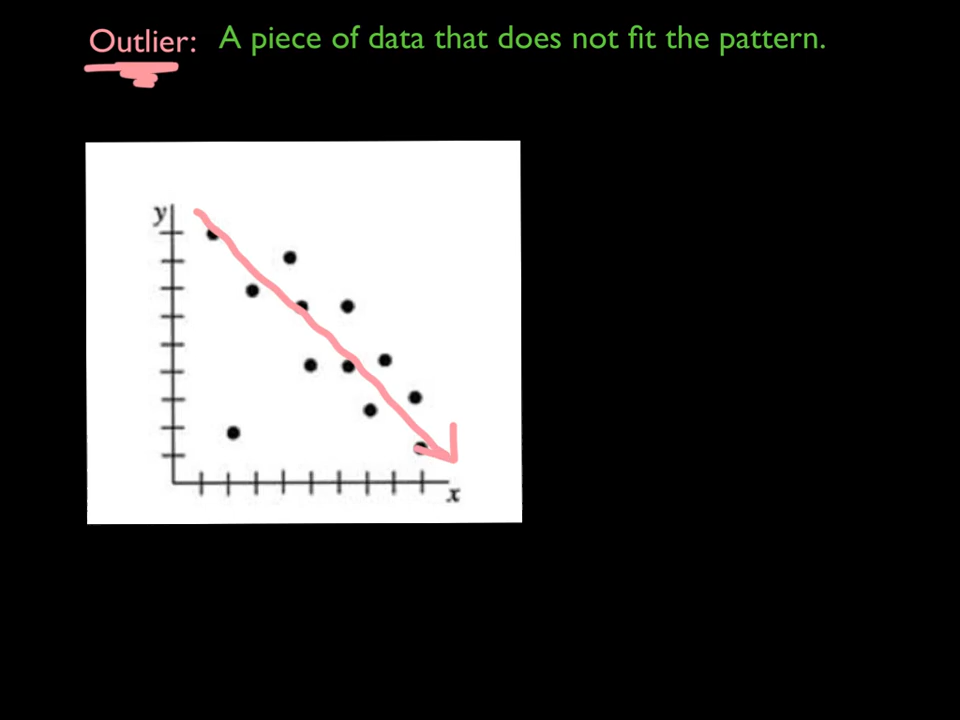 Outlier: A piece of data that does not fit the pattern.
y
x